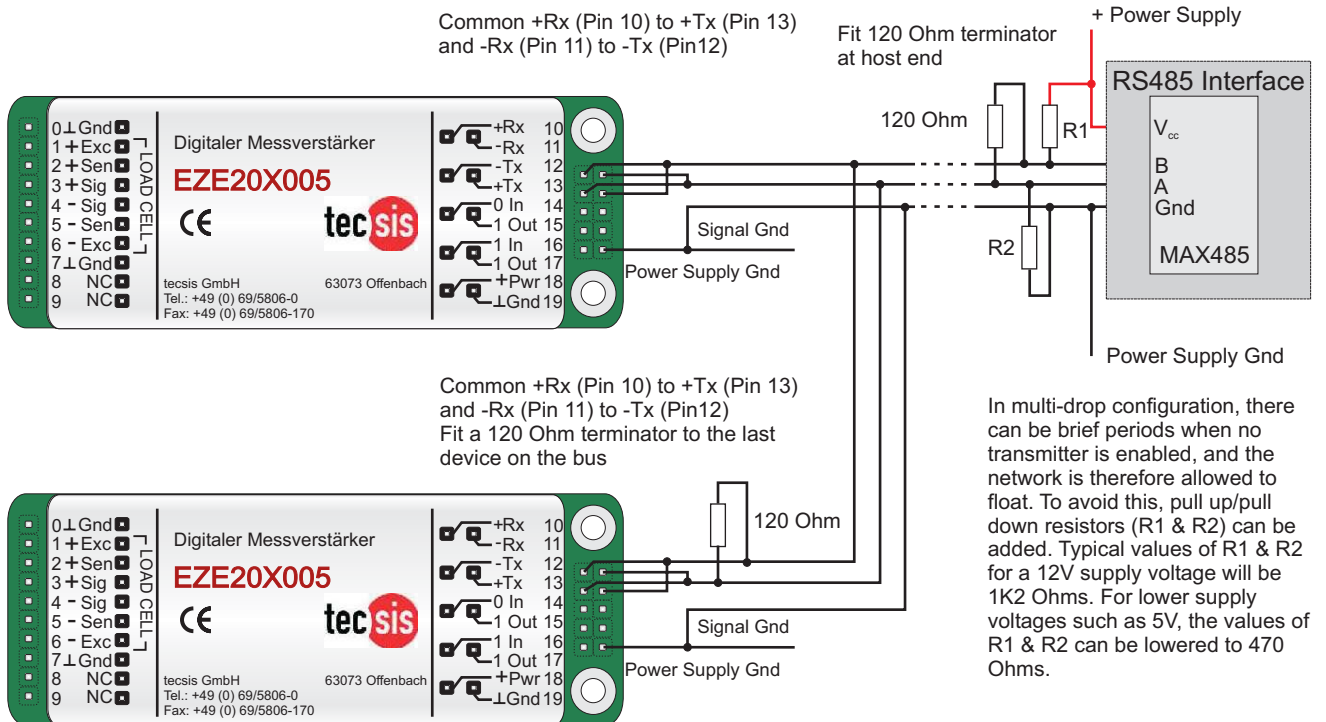 Common +Rx (Pin 10) to +Tx (Pin 13)
and -Rx (Pin 11) to -Tx (Pin12)
Fit 120 Ohm terminator
at host end
+ Power Supply
120 Ohm
R1
R2
RS485 Interface
Vcc
B
A
Gnd
MAX485
Power Supply Gnd
0⊥Gnd
1+Exc
2+Sen
3+Sig
4 - Sig
5 - Sen
6 - Exc
7⊥Gnd
8 NC
9 NC
LOAD CELL
Digitaler Messverstärker
EZE20X005
CE
tecsis
tecsis GmbH 63073 Offenbach
Tel.: +49 (0) 69/5806-0
Fax: +49 (0) 69/5806-170
+Rx 10
-Rx 11
-Tx 12
+Tx 13
0 In 14
1 Out 15
1 In 16
1 Out 17
+Pwr 18
⊥Gnd 19
Signal Gnd
Power Supply Gnd
Common +Rx (Pin 10) to +Tx (Pin 13)
and -Rx (Pin 11) to -Tx (Pin12)
Fit a 120 Ohm terminator to the last
device on the bus
120 Ohm
0⊥Gnd
1+Exc
2+Sen
3+Sig
4 - Sig
5 - Sen
6 - Exc
7⊥Gnd
8 NC
9 NC
LOAD CELL
Digitaler Messverstärker
EZE20X005
CE
tecsis
tecsis GmbH 63073 Offenbach
Tel.: +49 (0) 69/5806-0
Fax: +49 (0) 69/5806-170
+Rx 10
-Rx 11
-Tx 12
+Tx 13
0 In 14
1 Out 15
1 In 16
1 Out 17
+Pwr 18
⊥Gnd 19
Signal Gnd
Power Supply Gnd
In multi-drop configuration, there
can be brief periods when no
transmitter is enabled, and the
network is therefore allowed to
float. To avoid this, pull up/pull
down resistors (R1 & R2) can be
added. Typical values of R1 & R2
for a 12V supply voltage will be
1K2 Ohms. For lower supply
voltages such as 5V, the values of
R1 & R2 can be lowered to 470
Ohms.